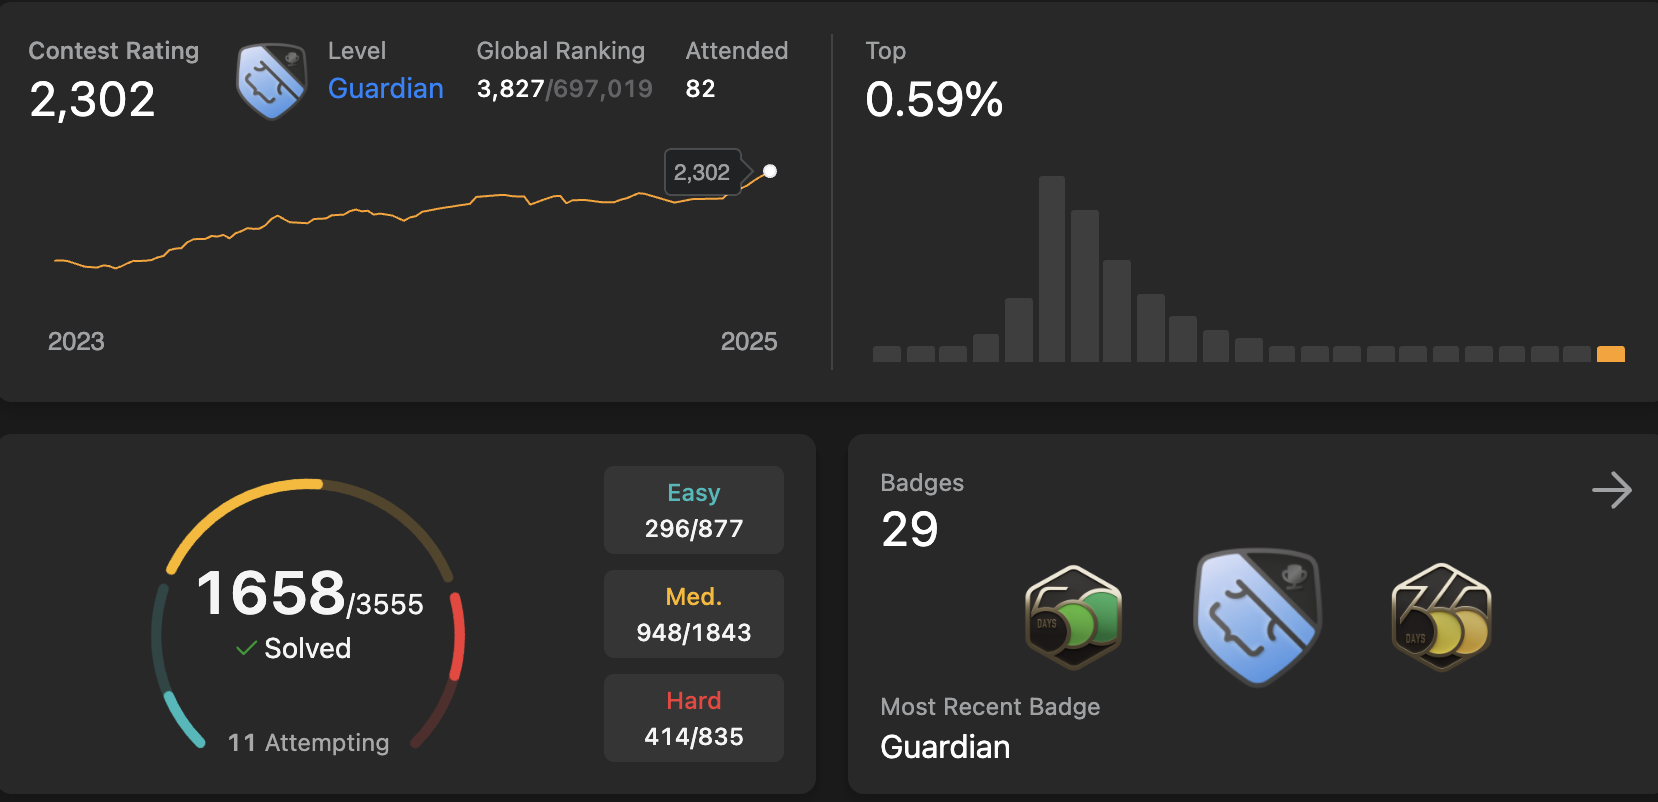 Contest Rating
2,302
Level
Guardian
Global Ranking
3,827/697,019
Attended
82
2,302
2023
2025
Top
0.59%
1658/3555
Solved
11 Attempting
Easy
296/877
Med.
948/1843
Hard
414/835
Badges
29
DAYS
DAYS
Most Recent Badge
Guardian